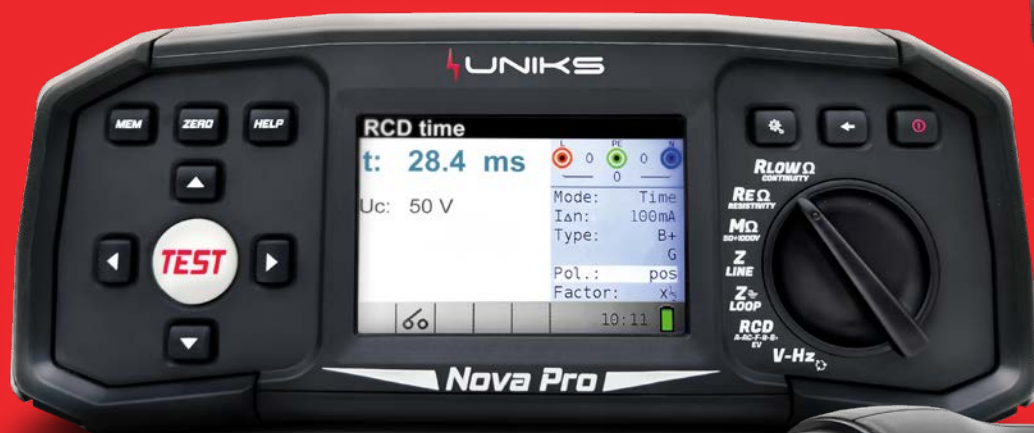 UNIKS
MEM ZERO HELP
TEST
RCD time
t: 28.4 ms
Uc: 50 V
L PE N
0 0
0
Mode: Time
I∆n: 100mA
Type: B+
G
Pol.: pos
Factor: x½
10:11
RLOW Ω
CONTINUITY
RE Ω
RESISTIVITY
MΩ
50÷1000V
Z
LINE
Z
LOOP
RCD
A-AC-F-B-B+
EV
V-Hz
Nova Pro